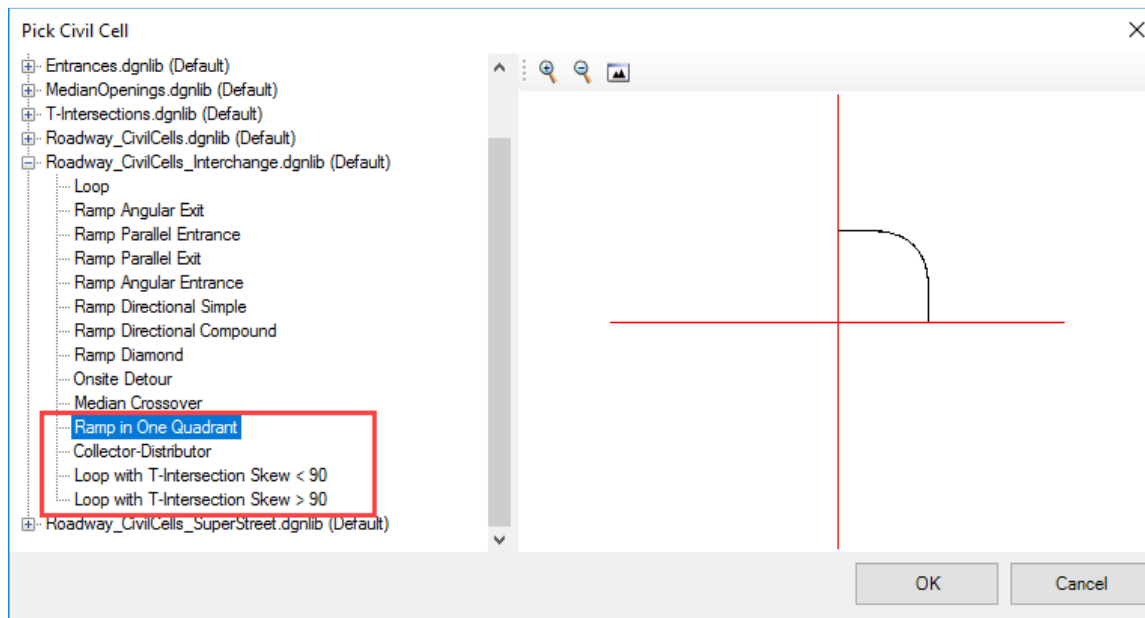 Pick Civil Cell
Entrances.dgnlib (Default)
MedianOpenings.dgnlib (Default)
T-Intersections.dgnlib (Default)
Roadway_CivilCells.dgnlib (Default)
Roadway_CivilCells_Interchange.dgnlib (Default)
Loop
Ramp Angular Exit
Ramp Parallel Entrance
Ramp Parallel Exit
Ramp Angular Entrance
Ramp Directional Simple
Ramp Directional Compound
Ramp Diamond
Onsite Detour
Median Crossover
Ramp in One Quadrant
Collector-Distributor
Loop with T-Intersection Skew < 90
Loop with T-Intersection Skew > 90
Roadway_CivilCells_SuperStreet.dgnlib (Default)
OK
Cancel